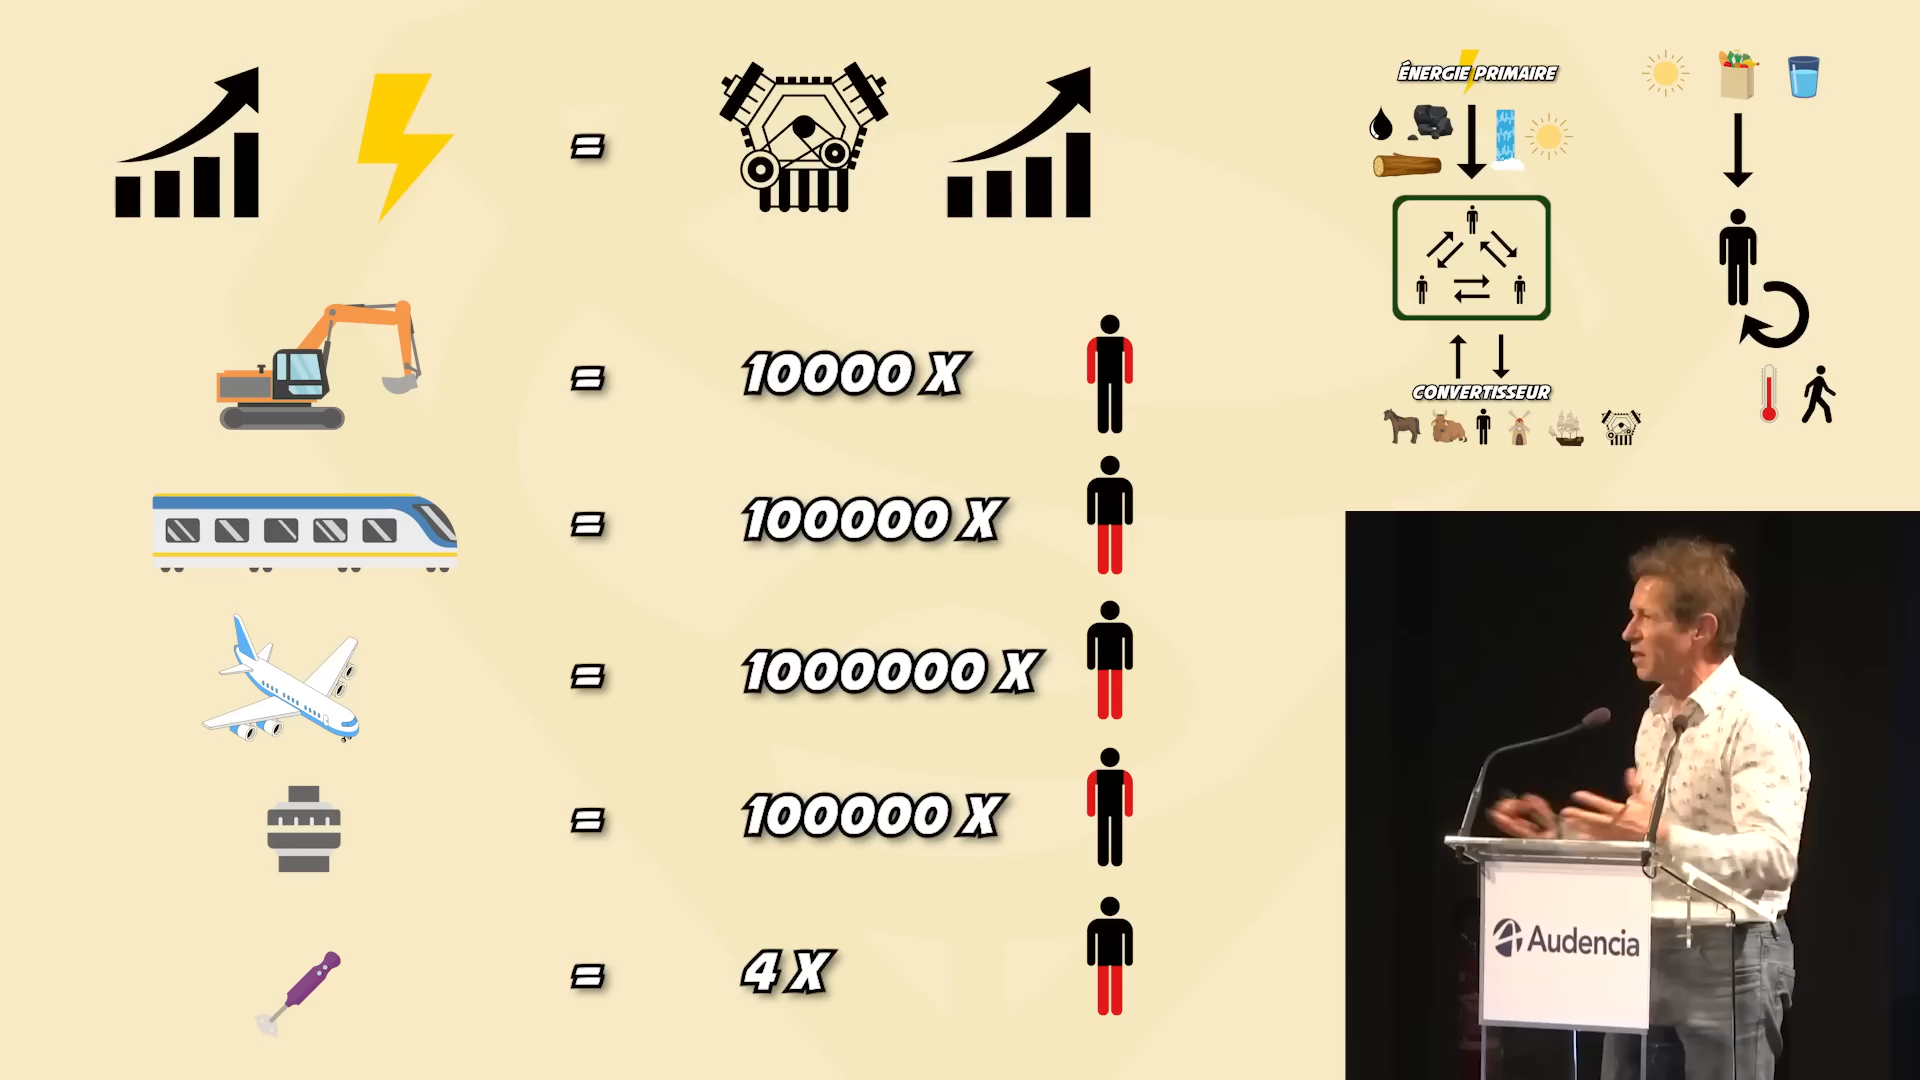 =
= 10000 X
= 100000 X
= 1000000 X
= 100000 X
= 4 X
ÉNERGIE PRIMAIRE
CONVERTISSEUR
Audencia